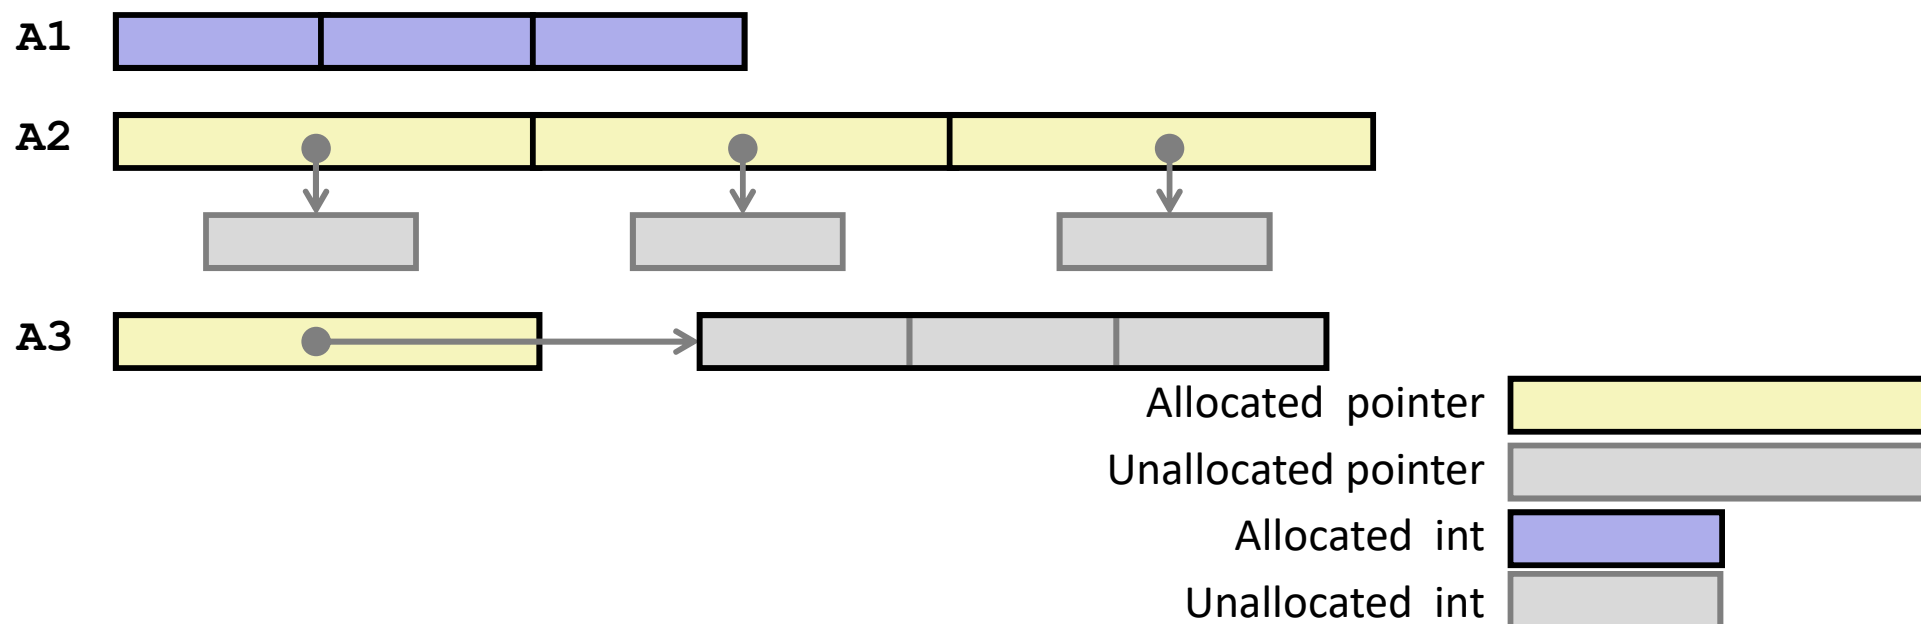 A1
A2
A3
Allocated pointer
Unallocated pointer
Allocated int
Unallocated int